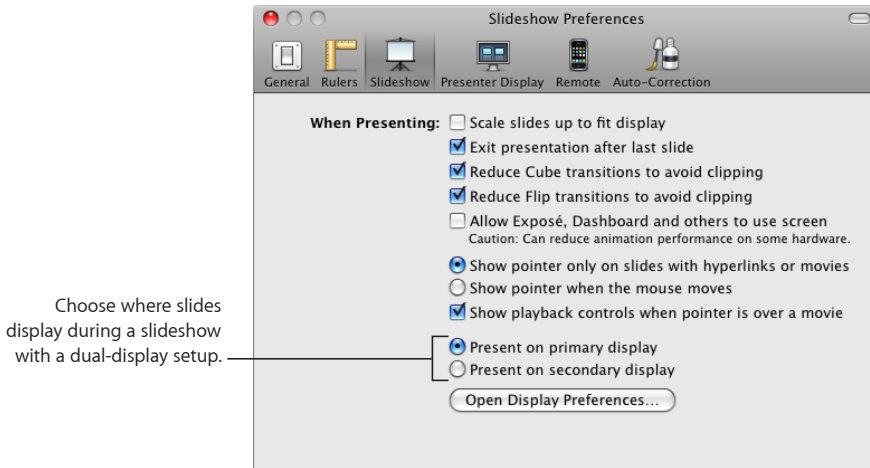 Slideshow Preferences
General Rulers Slideshow Presenter Display Remote Auto-Correction
When Presenting: Scale slides up to fit display
Exit presentation after last slide
Reduce Cube transitions to avoid clipping
Reduce Flip transitions to avoid clipping
Allow Exposé, Dashboard and others to use screen
Caution: Can reduce animation performance on some hardware.
Show pointer only on slides with hyperlinks or movies
Show pointer when the mouse moves
Show playback controls when pointer is over a movie
Choose where slides
display during a slideshow
with a dual-display setup.
Present on primary display
Present on secondary display
Open Display Preferences...